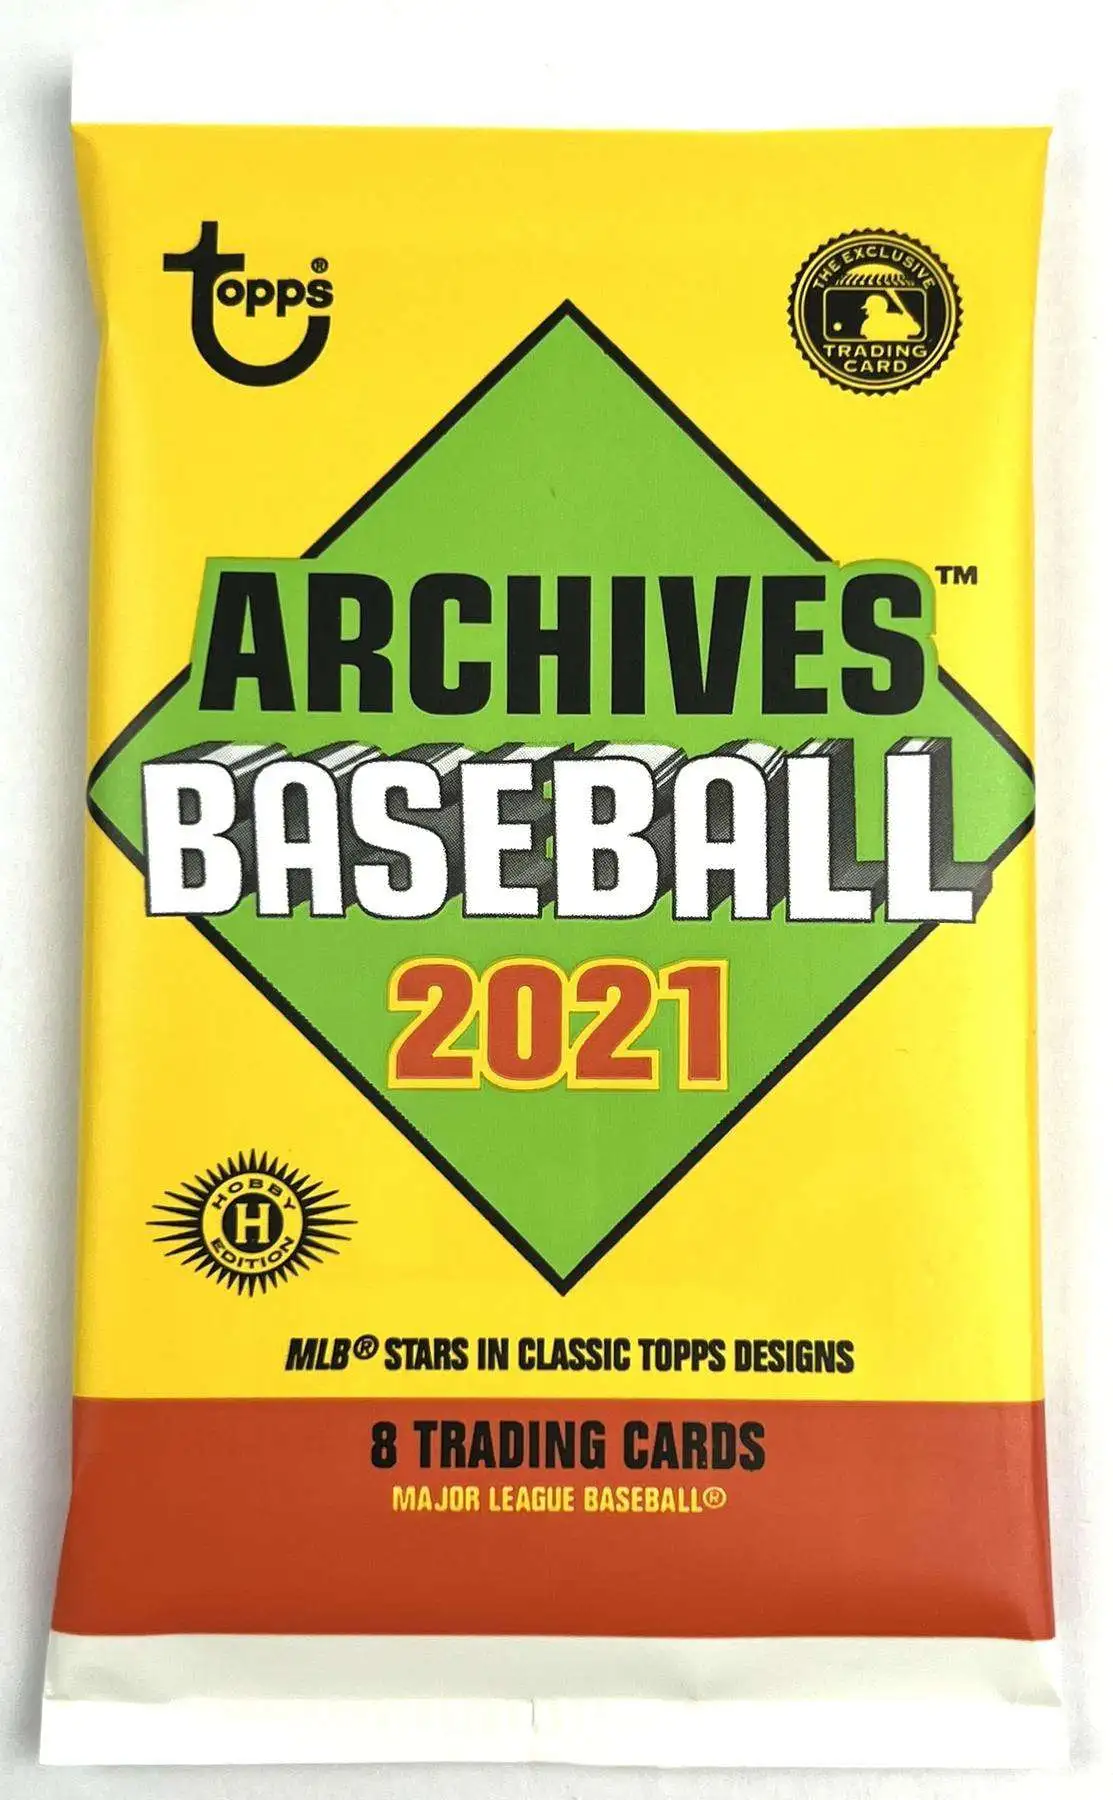 Topps®
THE EXCLUSIVE
TRADING
CARD
ARCHIVES™
BASEBALL
2021
HOBBY
H
EDITION
MLB® STARS IN CLASSIC TOPPS DESIGNS
8 TRADING CARDS
MAJOR LEAGUE BASEBALL®